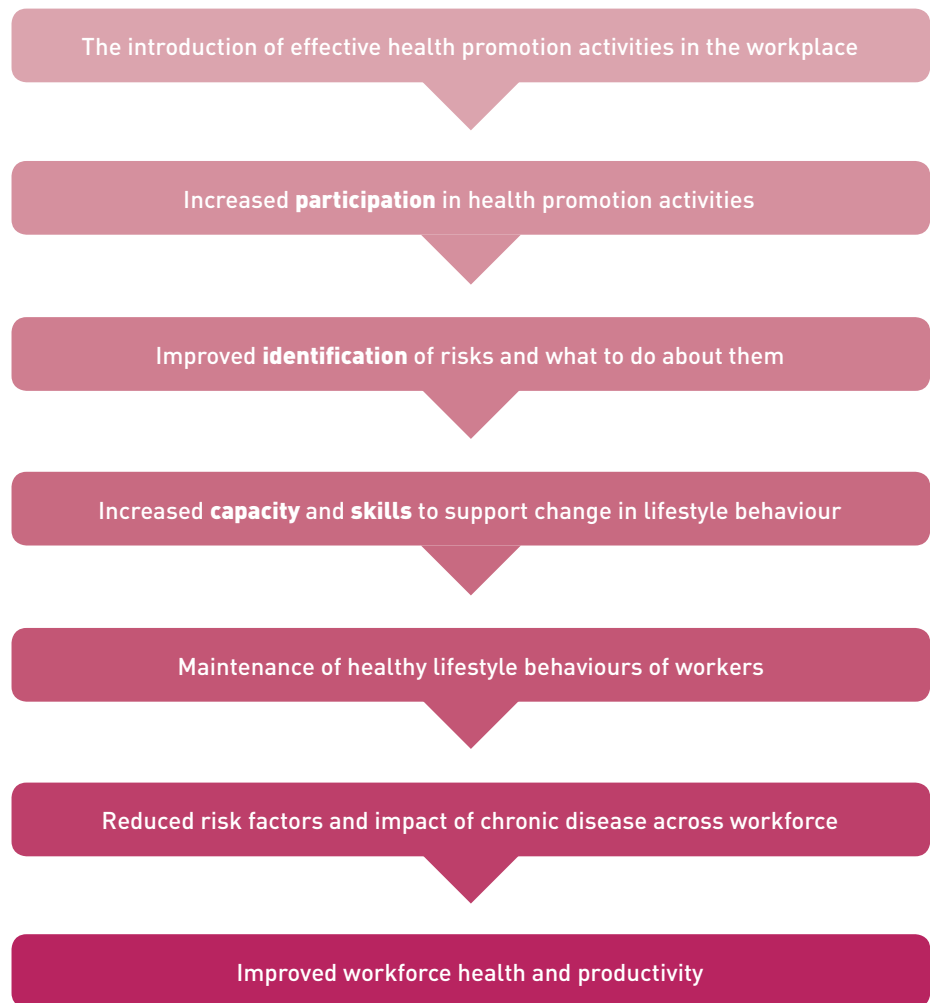 The introduction of effective health promotion activities in the workplace
Increased participation in health promotion activities
Improved identification of risks and what to do about them
Increased capacity and skills to support change in lifestyle behaviour
Maintenance of healthy lifestyle behaviours of workers
Reduced risk factors and impact of chronic disease across workforce
Improved workforce health and productivity